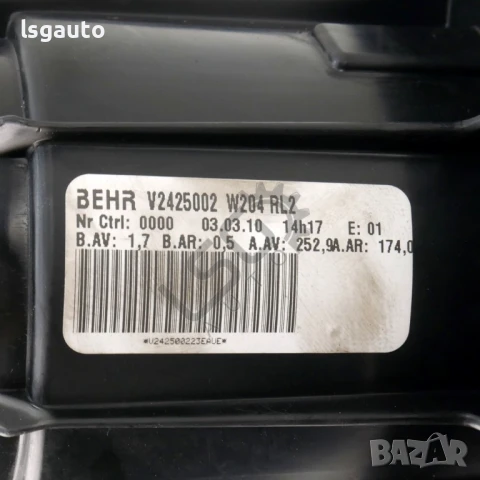 lsgauto
BEHR V2425002 W204 RL2
Nr Ctrl: 0000 03.03.10 14h17 E: 01
B.AV: 1,7 B.AR: 0,5 A.AV: 252,9A.AR: 174,0
*V242500223EAVE*
BAZAR